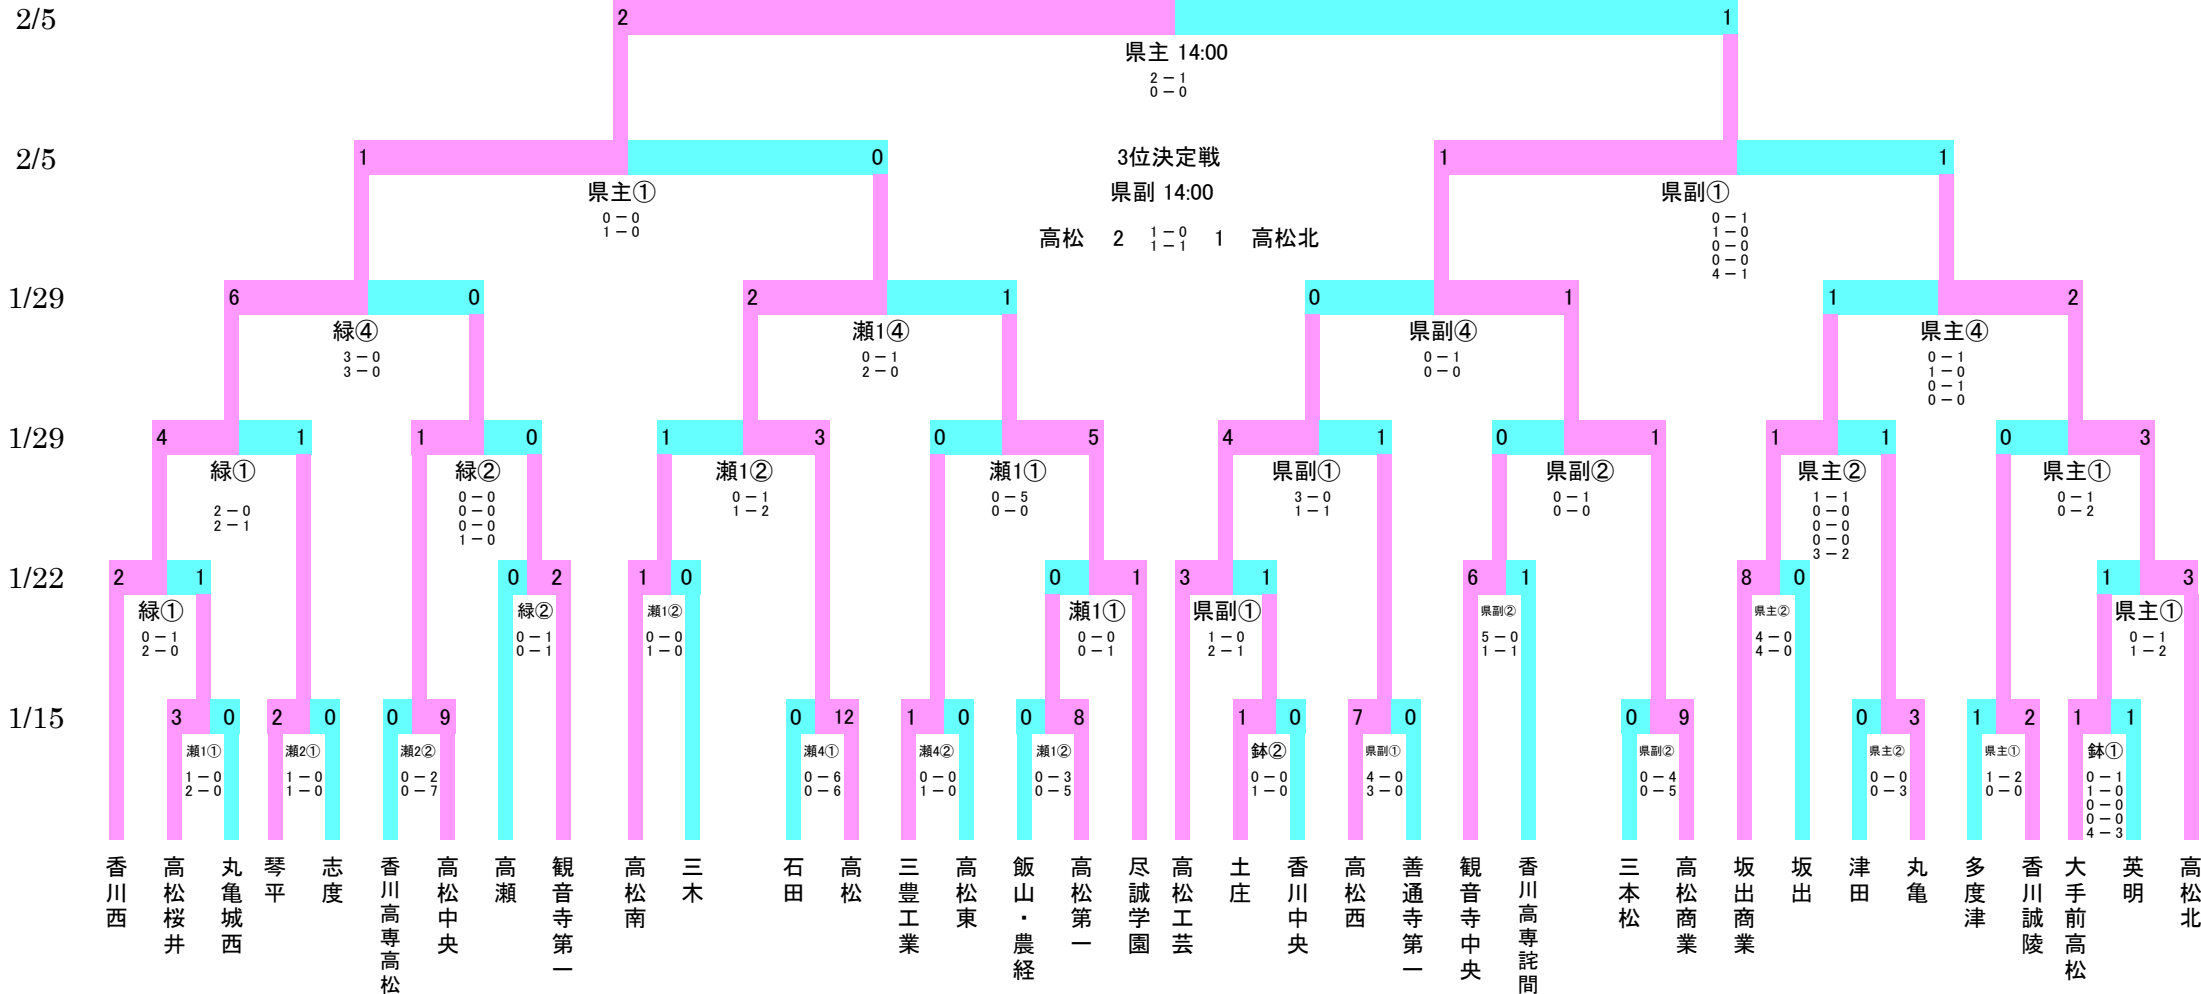 2/5
2 1
県主 14:00
2 － 1
0 － 0
2/5
1 0 3位決定戦 1 1
県主① 県副 14:00 県副①
0 － 0
1 － 0
高松 2 1 － 0 1 高松北
1 － 1
0 － 1
1 － 0
0 － 0
0 － 0
4 － 1
1/29
6 0 2 1 0 1 1 2
緑④ 瀬1④ 県副④ 県主④
3 － 0 0 － 1 0 － 1 0 － 1
3 － 0 2 － 0 0 － 0 1 － 0
0 － 1
0 － 0
1/29
4 1 1 0 1 3 0 5 4 1 0 1 1 1 0 3
緑① 緑② 瀬1② 瀬1① 県副① 県副② 県主② 県主①
2 － 0
2 － 1
0 － 0
0 － 0
0 － 0
1 － 0
0 － 1
1 － 2
0 － 5
0 － 0
3 － 0
1 － 1
0 － 1
0 － 0
1 － 1
0 － 0
0 － 0
0 － 0
3 － 2
0 － 1
0 － 2
1/22
2 1 0 2 1 0 0 1 3 1 6 1 8 0 1 3
緑① 緑② 瀬1② 瀬1① 県副① 県副② 県主② 県主①
0 － 1 0 － 1 0 － 0 0 － 0 1 － 0 5 － 0 4 － 0 0 － 1
2 － 0 0 － 1 1 － 0 0 － 1 2 － 1 1 － 1 4 － 0 1 － 2
1/15
3 0 2 0 0 9 0 12 1 0 0 8 1 0 7 0 0 9 0 3 1 2 1 1
瀬1① 瀬2① 瀬2② 瀬4① 瀬4② 瀬1② 鉢② 県副① 県副② 県主② 県主① 鉢①
1 － 0 1 － 0 0 － 2 0 － 6 0 － 0 0 － 3 0 － 0 4 － 0 0 － 4 0 － 0 1 － 2 0 － 1
2 － 0 1 － 0 0 － 7 0 － 6 1 － 0 0 － 5 1 － 0 3 － 0 0 － 5 0 － 3 0 － 0 1 － 0
0 － 0
0 － 0
4 － 3
香川西
高松桜井
丸亀城西
琴平
志度
香川高専高松
高松中央
高瀬
観音寺第一
高松南
三木
石田
高松
三豊工業
高松東
飯山・農経
高松第一
尽誠学園
高松工芸
土庄
香川中央
高松西
善通寺第一
観音寺中央
香川高専詫間
三本松
高松商業
坂出商業
坂出
津田
丸亀
多度津
香川誠陵
大手前高松
英明
高松北